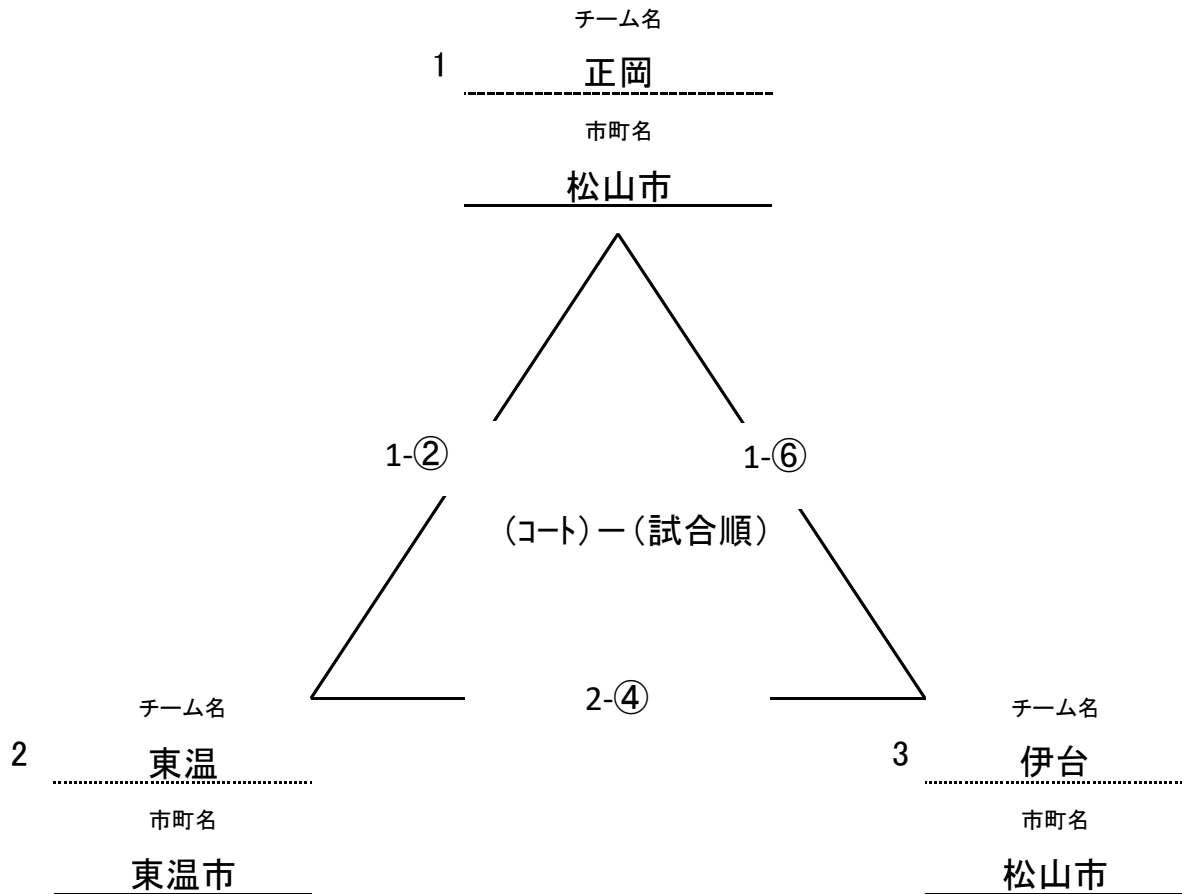 チーム名
1 正岡
市町名
松山市
1-② 1-⑥
(コート)ー(試合順)
2-④
チーム名 チーム名
2 東温 3 伊台
市町名 市町名
東温市 松山市